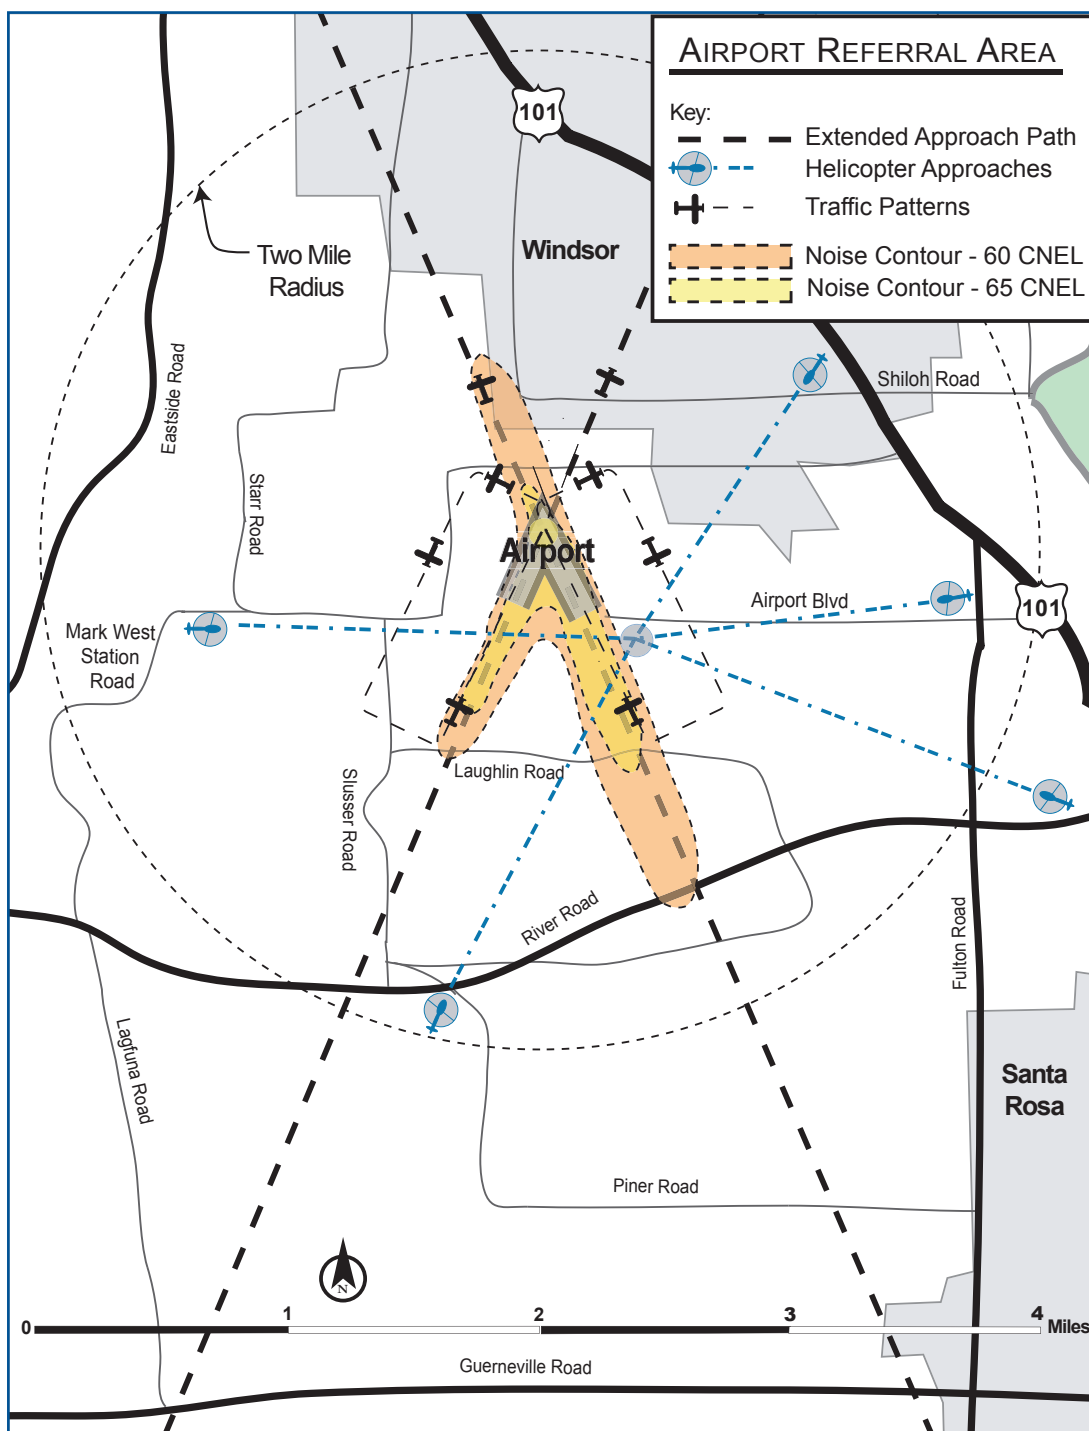 AIRPORT REFERRAL AREA
Key:
Extended Approach Path
Helicopter Approaches
Traffic Patterns
Noise Contour - 60 CNEL
Noise Contour - 65 CNEL
101
Windsor
Two Mile
Radius
Eastside Road
Shiloh Road
Starr Road
Airport
Airport Blvd
101
Mark West
Station
Road
Laughlin Road
Slusser Road
River Road
Fulton Road
Lagfuna Road
Santa
Rosa
Piner Road
N
0 1 2 3 4 Miles
Guerneville Road